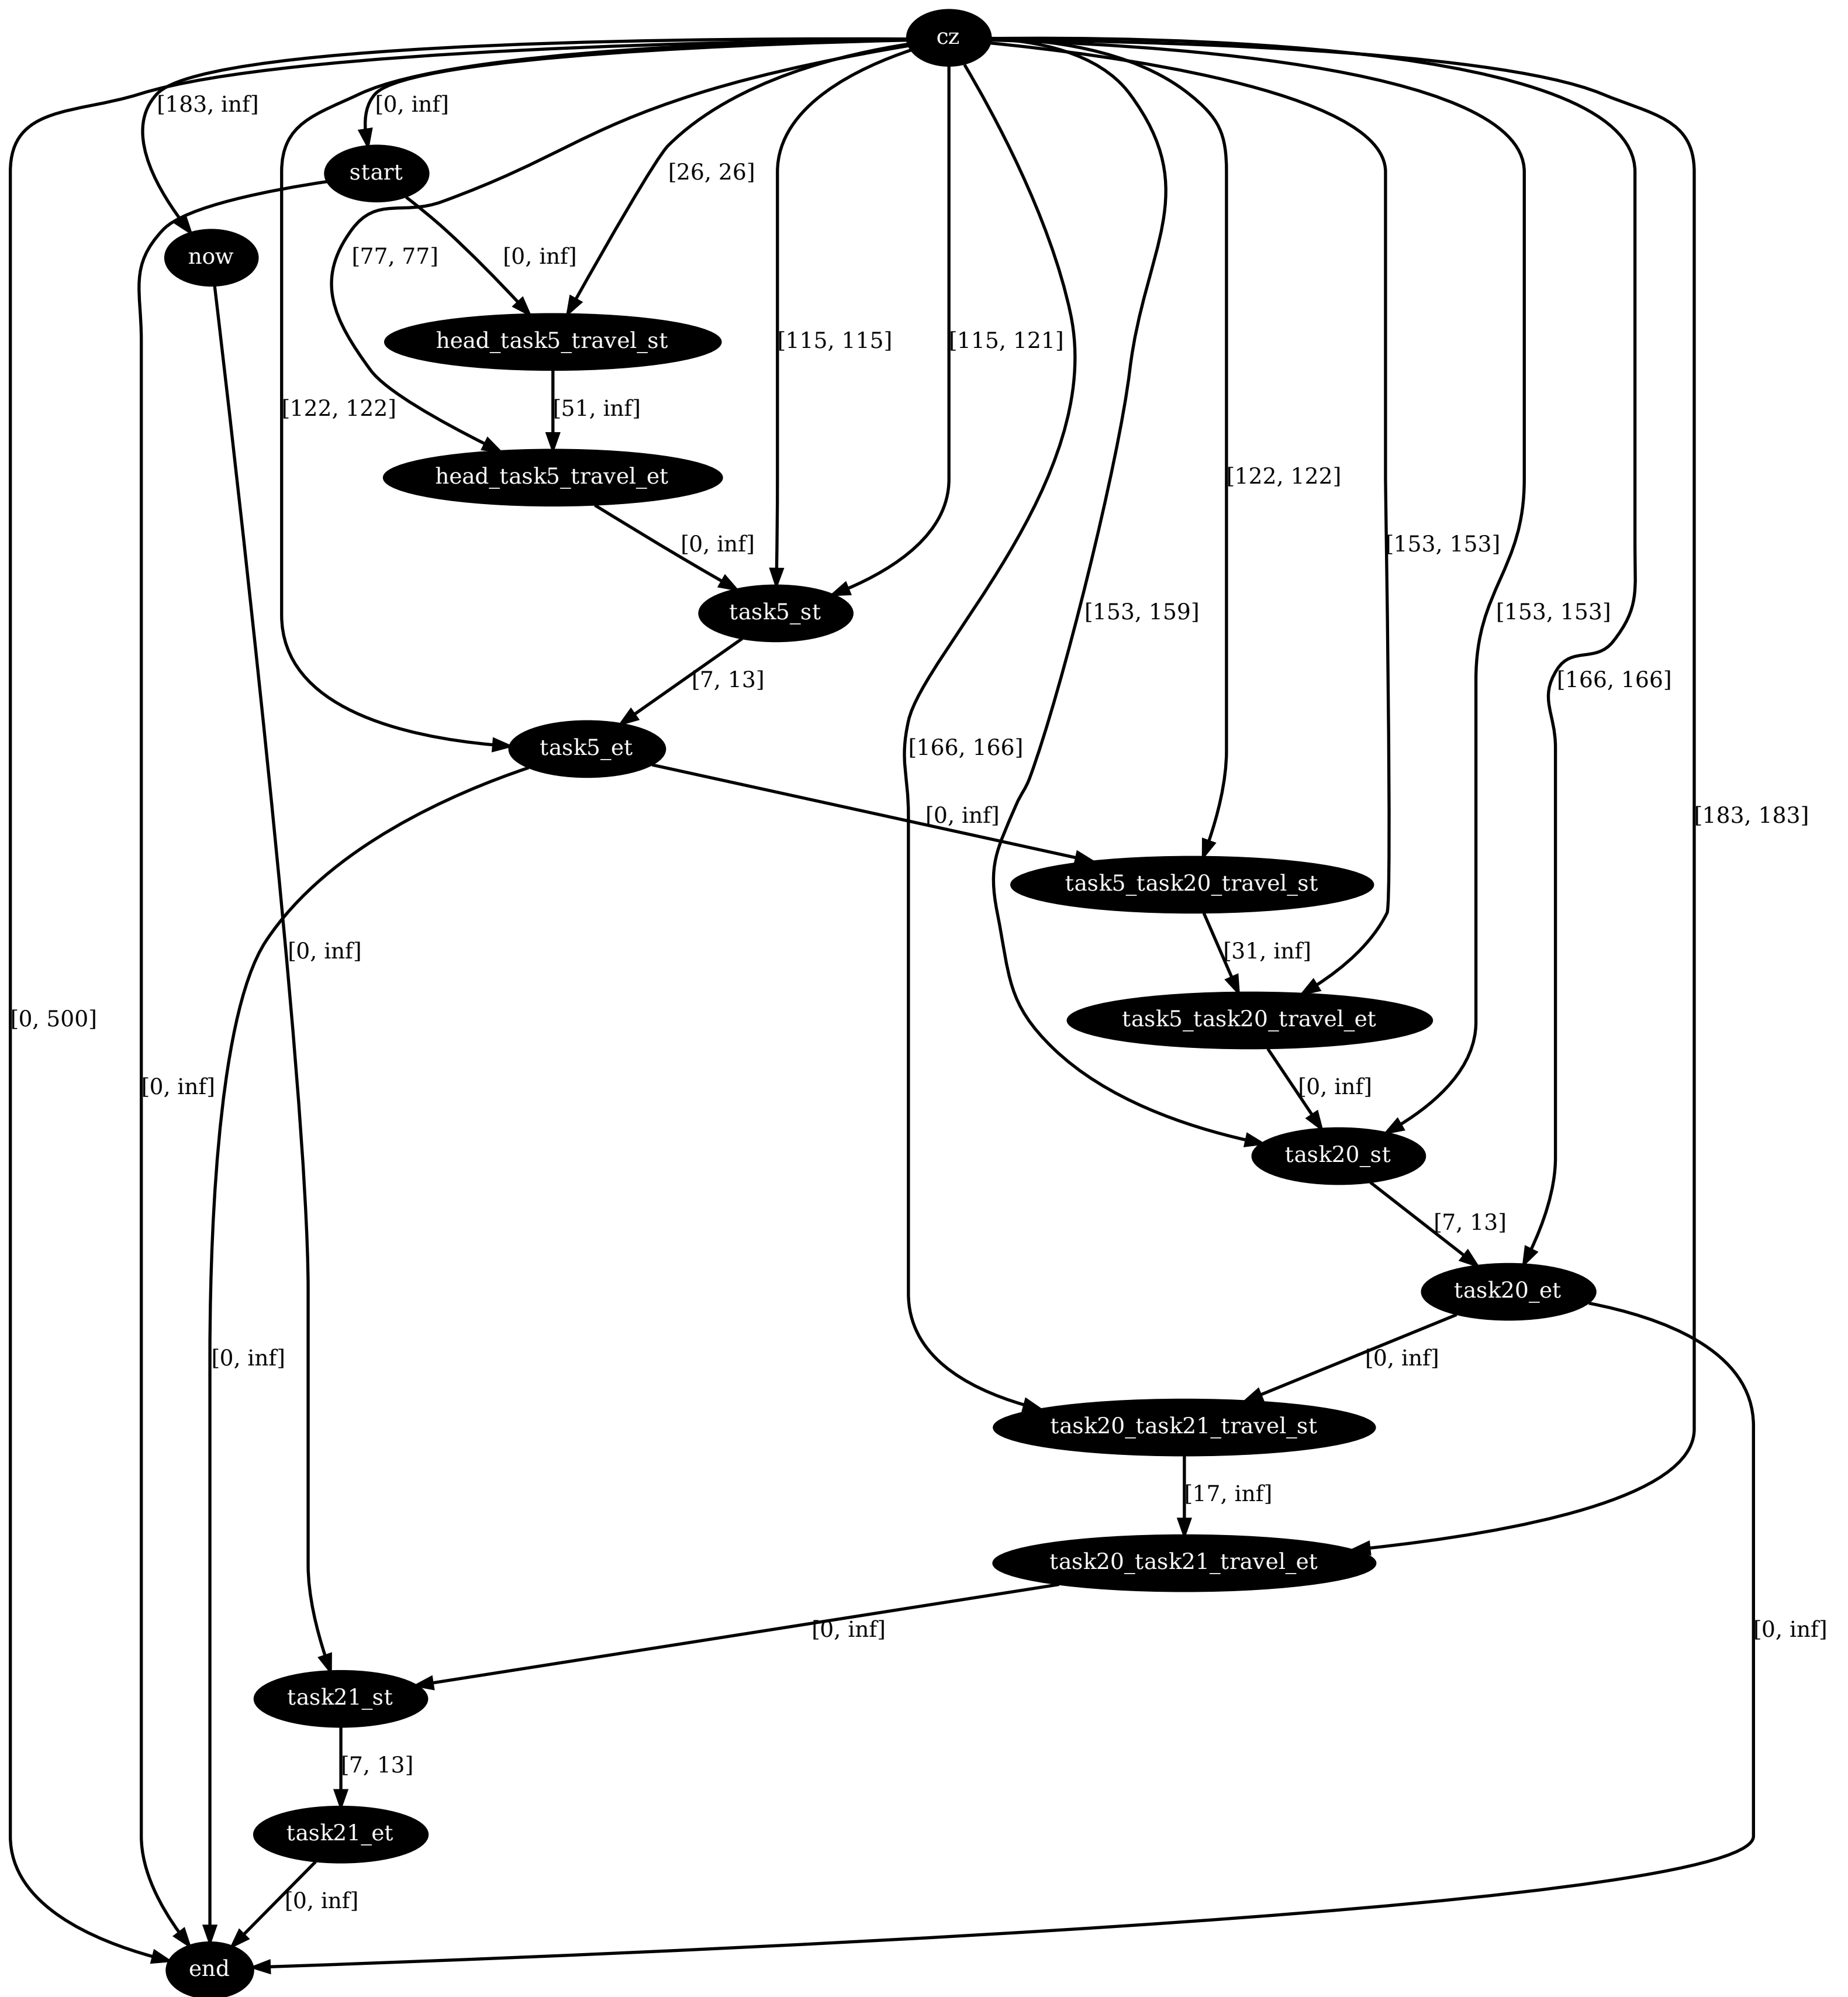 cz
[183, inf]
[0, inf]
start
[26, 26]
now
[77, 77]
[0, inf]
head_task5_travel_st
[115, 115]
[115, 121]
[122, 122]
[51, inf]
head_task5_travel_et
[122, 122]
[0, inf]
[153, 153]
task5_st
[153, 159]
[153, 153]
[7, 13]
[166, 166]
task5_et
[166, 166]
[0, inf]
[183, 183]
task5_task20_travel_st
[0, inf]
[31, inf]
[0, 500]
task5_task20_travel_et
[0, inf]
[0, inf]
task20_st
[7, 13]
task20_et
[0, inf]
[0, inf]
task20_task21_travel_st
[17, inf]
task20_task21_travel_et
[0, inf]
[0, inf]
task21_st
[7, 13]
task21_et
[0, inf]
end